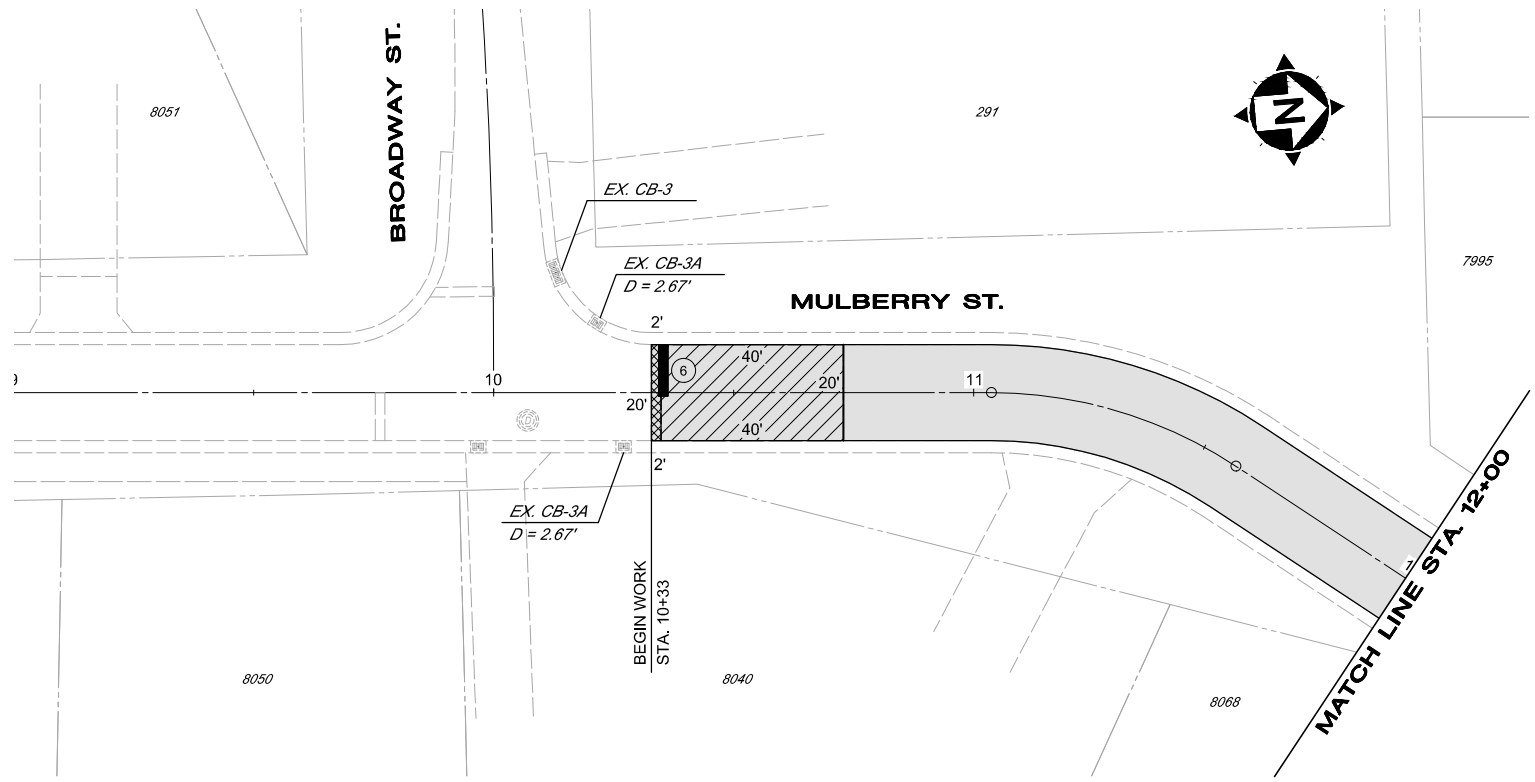 BROADWAY ST.
8051
291
N
EX. CB-3
EX. CB-3A
D = 2.67'
7995
MULBERRY ST.
2'
40'
6
9
10
20'
11
20'
40'
2'
EX. CB-3A
D = 2.67'
BEGIN WORK
STA. 10+33
MATCH LINE STA. 12+00
1
8050
8040
8068